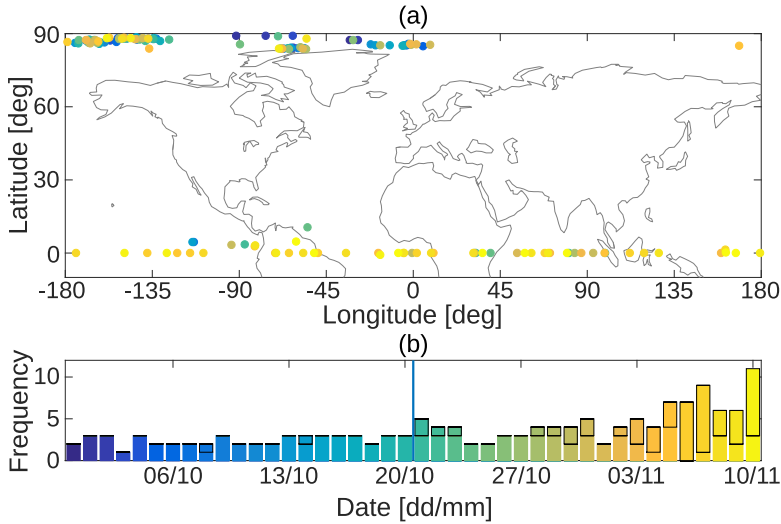 (a)
90
60
30
0
Latitude [deg]
-180 -135 -90 -45 0 45 90 135 180
Longitude [deg]
(b)
10
5
0
Frequency
06/10 13/10 20/10 27/10 03/11 10/11
Date [dd/mm]